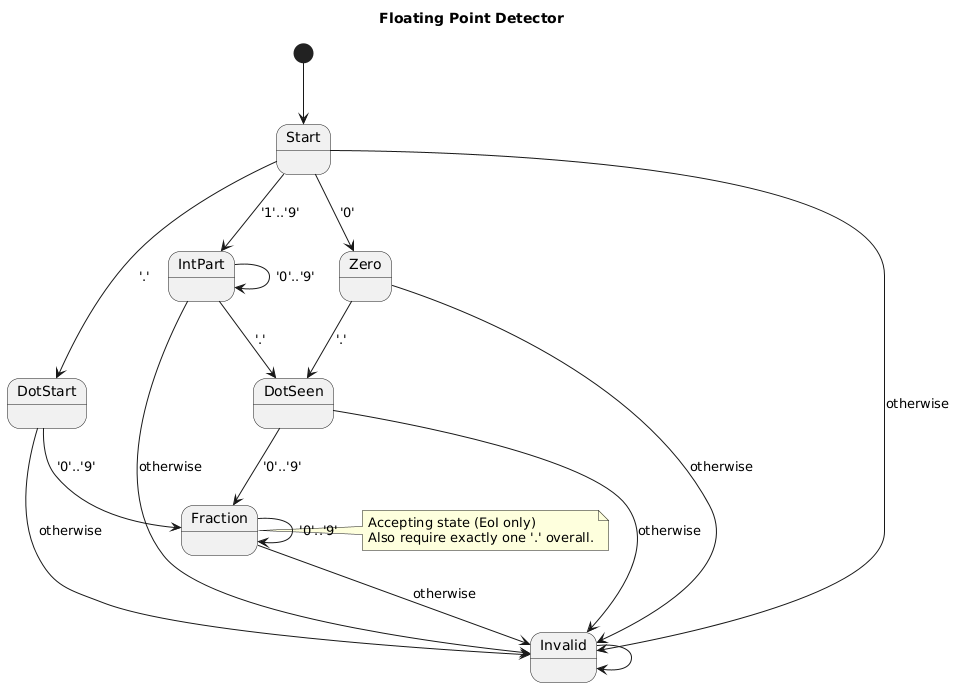 Floating Point Detector
Start
'1'..'9'
'0'
IntPart
Zero
'.'
'0'..'9'
'.'
'.'
DotStart
DotSeen
otherwise
'0'..'9'
otherwise
'0'..'9'
otherwise
Fraction
'0'..'9'
Accepting state (EoI only)
Also require exactly one '.' overall.
otherwise
otherwise
otherwise
Invalid